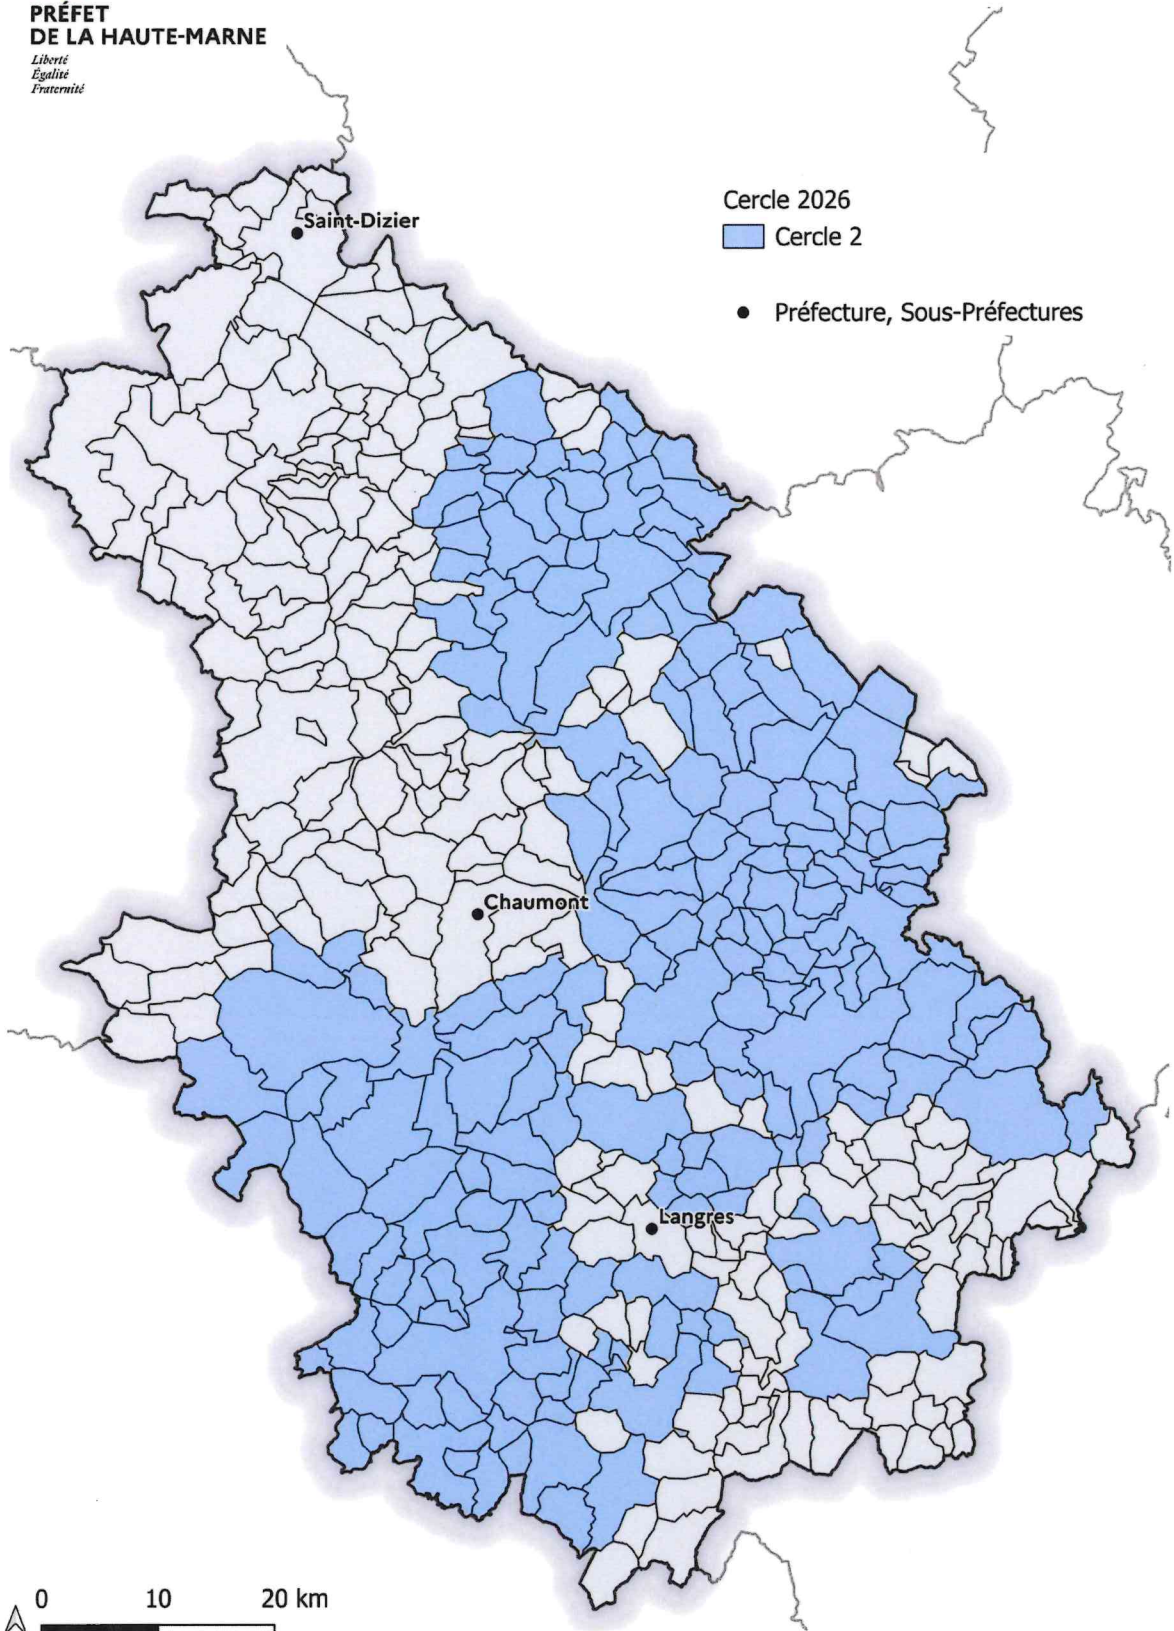 PRÉFET
DE LA HAUTE-MARNE
Liberté
Égalité
Fraternité
Cercle 2026
Cercle 2
Préfecture, Sous-Préfectures
Saint-Dizier
Chaumont
Langres
0 10 20 km